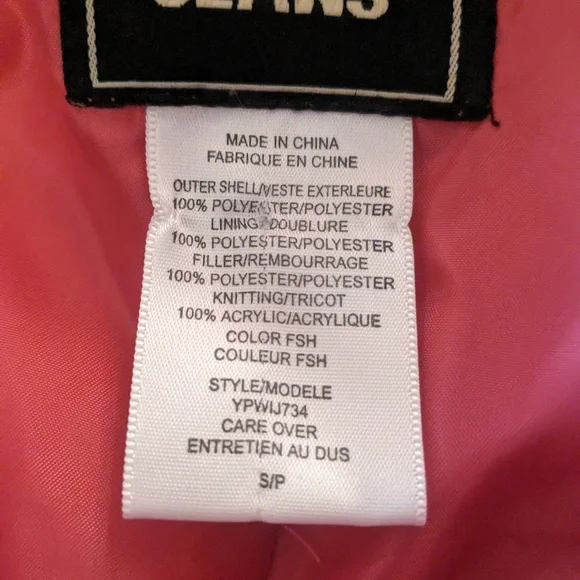 JEANS
MADE IN CHINA
FABRIQUE EN CHINE
OUTER SHELL/VESTE EXTERLEURE
100% POLYESTER/POLYESTER
LINING/DOUBLURE
100% POLYESTER/POLYESTER
FILLER/REMBOURRAGE
100% POLYESTER/POLYESTER
KNITTING/TRICOT
100% ACRYLIC/ACRYLIQUE
COLOR FSH
COULEUR FSH
STYLE/MODELE
YPWIJ734
CARE OVER
ENTRETIEN AU DUS
S/P